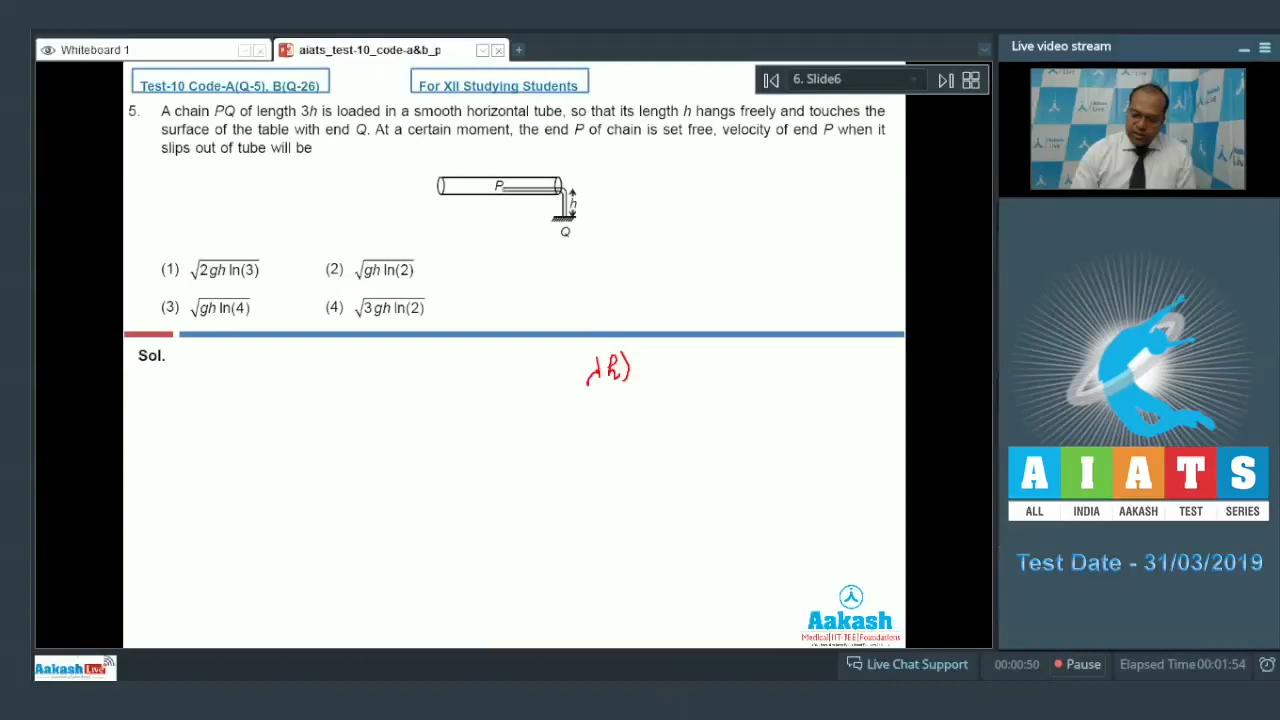 Whiteboard 1
aiats_test-10_code-a&b_p
Live video stream
Test-10 Code-A(Q-5), B(Q-26)
For XII Studying Students
6. Slide6
5. A chain PQ of length 3h is loaded in a smooth horizontal tube, so that its length h hangs freely and touches the
surface of the table with end Q. At a certain moment, the end P of chain is set free, velocity of end P when it
slips out of tube will be
P
h
Q
(1) √2gh ln(3) (2) √gh ln(2)
(3) √gh ln(4) (4) √3gh ln(2)
Sol.
λh)
A I A T S
ALL INDIA AAKASH TEST SERIES
Test Date - 31/03/2019
Aakash
Medical|IIT-JEE|Foundations
Aakash Live
Live Chat Support
00:00:50
Pause
Elapsed Time 00:01:54